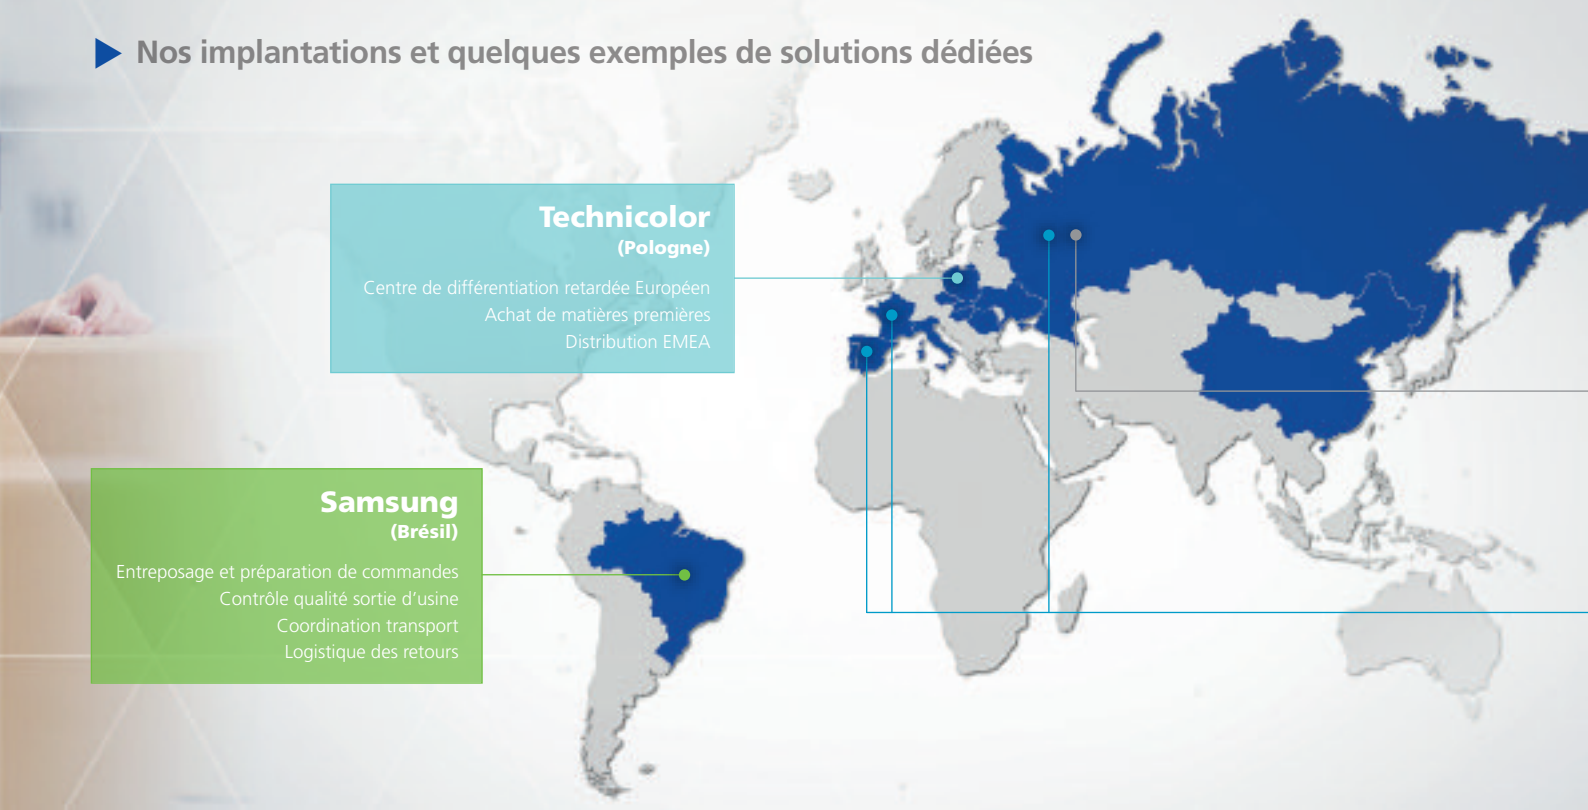 Nos implantations et quelques exemples de solutions dédiées
Technicolor
(Pologne)
Centre de différentiation retardée Européen
Achat de matières premières
Distribution EMEA
Samsung
(Brésil)
Entreposage et préparation de commandes
Contrôle qualité sortie d’usine
Coordination transport
Logistique des retours